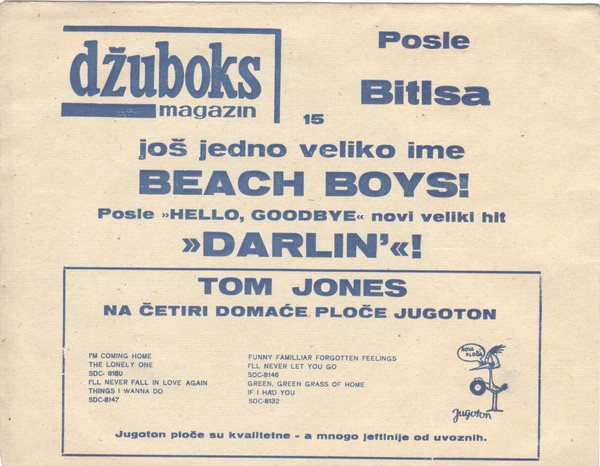 džuboks
magazin
15
Posle
Bitlsa
još jedno veliko ime
BEACH BOYS!
Posle »HELLO, GOODBYE« novi veliki hit
»DARLIN'«!
TOM JONES
NA ČETIRI DOMAĆE PLOČE JUGOTON
I'M COMING HOME
THE LONELY ONE
SDC- 8160
I'LL NEVER FALL IN LOVE AGAIN
THINGS I WANNA DO
SDC-8147
FUNNY FAMILLIAR FORGOTTEN FEELINGS
I'LL NEVER LET YOU GO
SDC-8146
GREEN, GREEN GRASS OF HOME
IF I HAD YOU
SDC-8132
NOVA
PLOČA
Jugoton
Jugoton ploče su kvalitetne - a mnogo jeftinije od uvoznih.